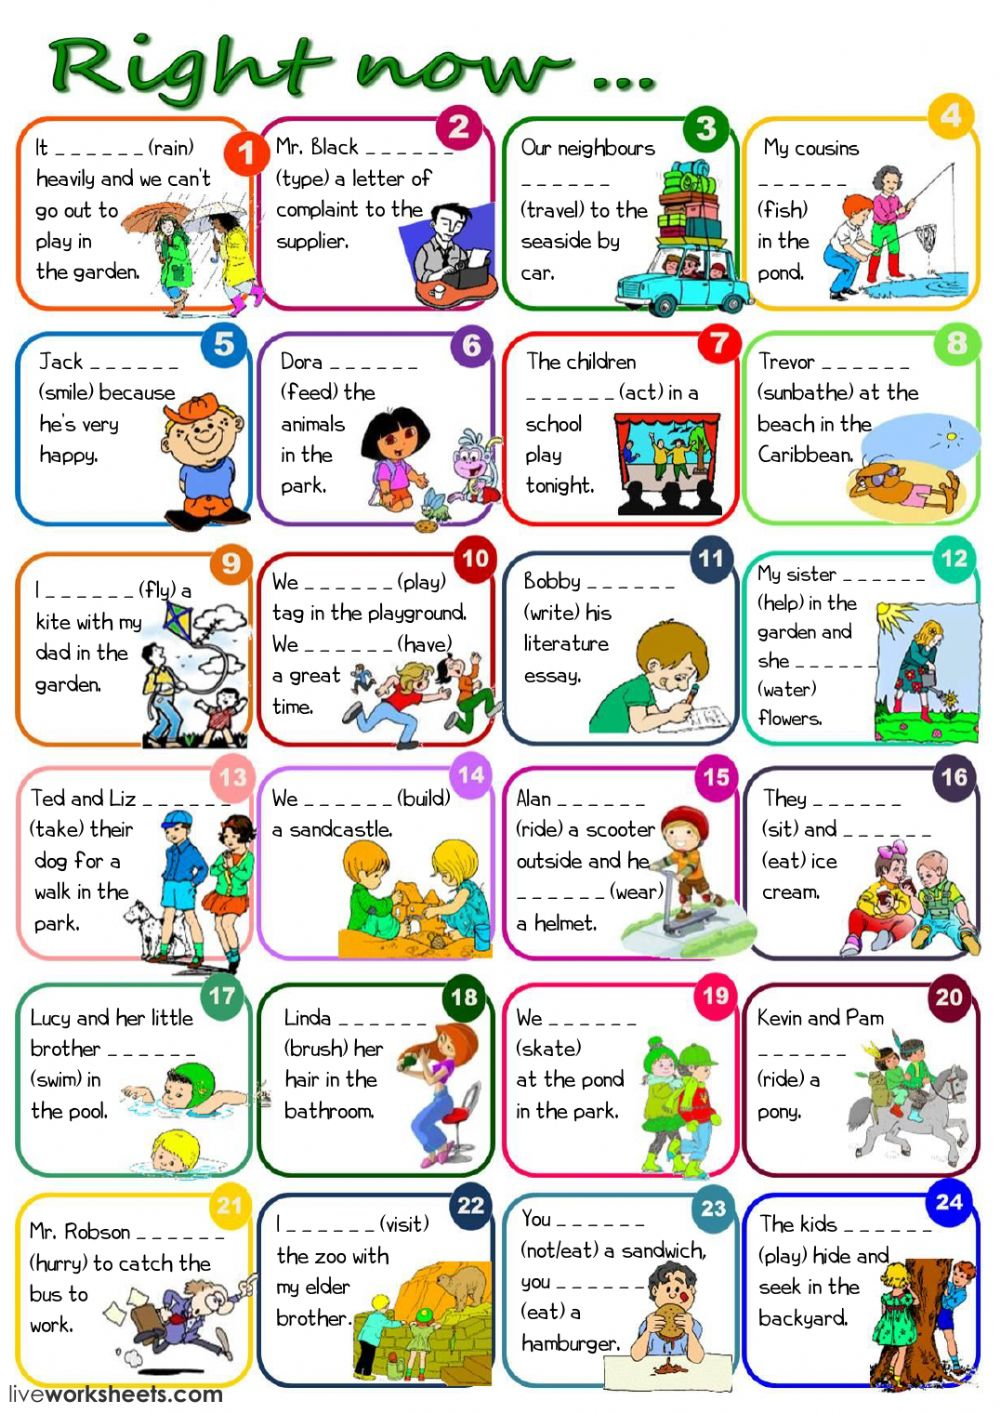 Right now ...
1
It _ _ _ _ _ _ (rain)
heavily and we can't
go out to
play in
the garden.
2
Mr. Black _ _ _ _ _ _
(type) a letter of
complaint to the
supplier.
3
Our neighbours
_ _ _ _ _ _
(travel) to the
seaside by
car.
4
My cousins
_ _ _ _ _ _
(fish)
in the
pond.
5
Jack _ _ _ _ _ _
(smile) because
he's very
happy.
6
Dora _ _ _ _ _ _
(feed) the
animals
in the
park.
7
The children
_ _ _ _ _ _ (act) in a
school
play
tonight.
8
Trevor _ _ _ _ _ _
(sunbathe) at the
beach in the
Caribbean.
9
I _ _ _ _ _ _ (fly) a
kite with my
dad in the
garden.
10
We _ _ _ _ _ _ (play)
tag in the playground.
We _ _ _ _ _ _ (have)
a great
time.
11
Bobby _ _ _ _ _ _
(write) his
literature
essay.
12
My sister _ _ _ _ _ _
(help) in the
garden and
she _ _ _ _ _ _
(water)
flowers.
13
Ted and Liz _ _ _ _ _ _
(take) their
dog for a
walk in the
park.
14
We _ _ _ _ _ _ (build)
a sandcastle.
15
Alan _ _ _ _ _ _
(ride) a scooter
outside and he
_ _ _ _ _ _ (wear)
a helmet.
16
They _ _ _ _ _ _
(sit) and _ _ _ _ _ _
(eat) ice
cream.
17
Lucy and her little
brother _ _ _ _ _ _
(swim) in
the pool.
18
Linda _ _ _ _ _ _
(brush) her
hair in the
bathroom.
19
We _ _ _ _ _ _
(skate)
at the pond
in the park.
20
Kevin and Pam
_ _ _ _ _ _
(ride) a
pony.
21
Mr. Robson _ _ _ _ _ _
(hurry) to catch the
bus to
work.
22
I _ _ _ _ _ _ (visit)
the zoo with
my elder
brother.
23
You _ _ _ _ _ _
(not/eat) a sandwich,
you _ _ _ _ _ _
(eat) a
hamburger.
24
The kids _ _ _ _ _ _
(play) hide and
seek in the
backyard.
liveworksheets.com